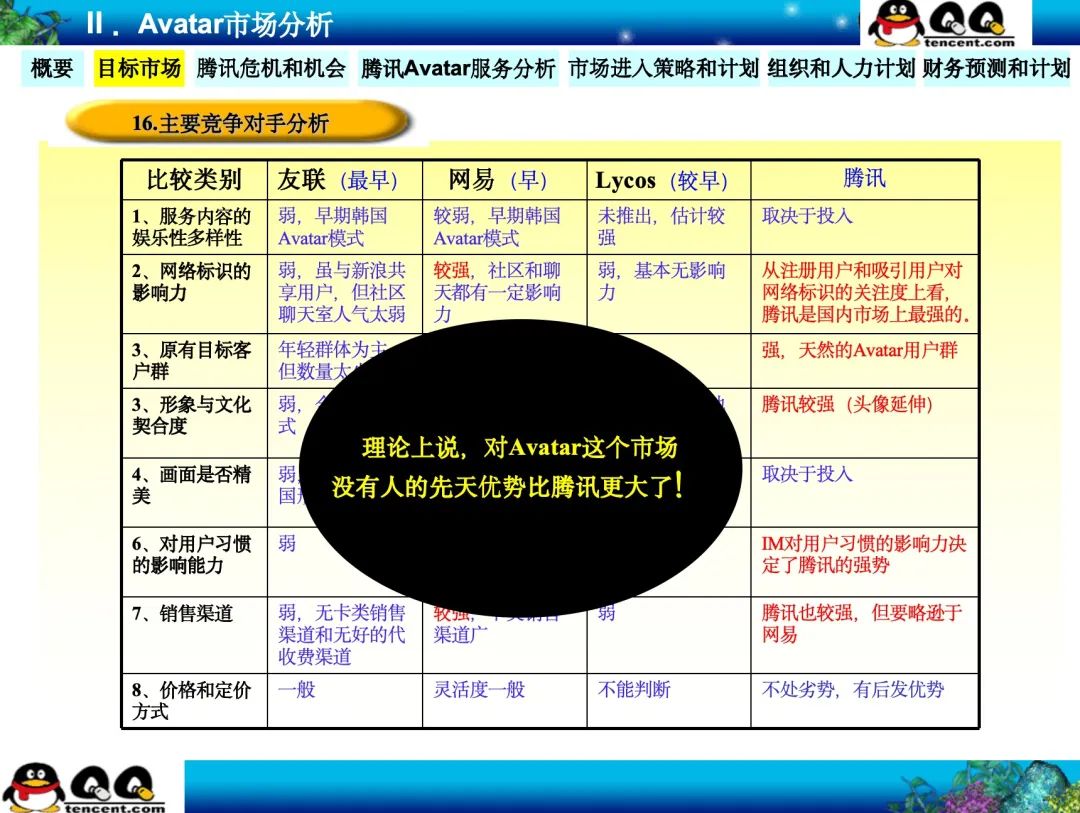 II．Avatar市场分析
QQ
tencent.com
概要 目标市场 腾讯危机和机会 腾讯Avatar服务分析 市场进入策略和计划 组织和人力计划 财务预测和计划
16.主要竞争对手分析
比较类别 友联（最早） 网易（早） Lycos（较早） 腾讯
1、服务内容的
娱乐性多样性
弱，早期韩国
Avatar模式
较弱，早期韩国
Avatar模式
未推出，估计较
强
取决于投入
2、网络标识的
影响力
弱，虽与新浪共
享用户，但社区
聊天室人气太弱
较强，社区和聊
天都有一定影响
力
弱，基本无影响
力
从注册用户和吸引用户对
网络标识的关注度上看，
腾讯是国内市场上最强的。
3、原有目标客
户群
年轻群体为主
但数量太
强，天然的Avatar用户群
3、形象与文化
契合度
弱，
式
腾讯较强（头像延伸）
4、画面是否精
美
弱
国
取决于投入
6、对用户习惯
的影响能力
弱
IM对用户习惯的影响力决
定了腾讯的强势
7、销售渠道
弱，无卡类销售
渠道和无好的代
收费渠道
较强，
渠道广
弱
腾讯也较强，但要略逊于
网易
8、价格和定价
方式
一般
灵活度一般
不能判断
不处劣势，有后发优势
理论上说，对Avatar这个市场
没有人的先天优势比腾讯更大了！
QQ
tencent.com